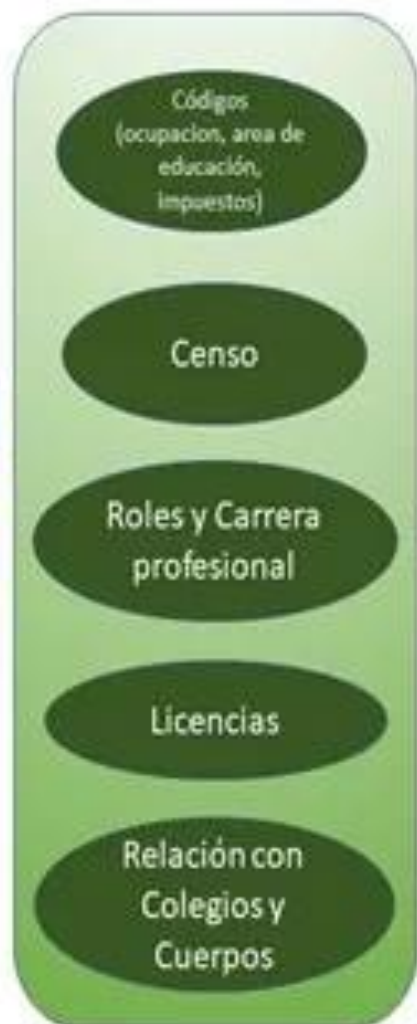 Códigos
(ocupacion, area de
educación,
impuestos)
Censo
Roles y Carrera
profesional
Licencias
Relación con
Colegios y
Cuerpos